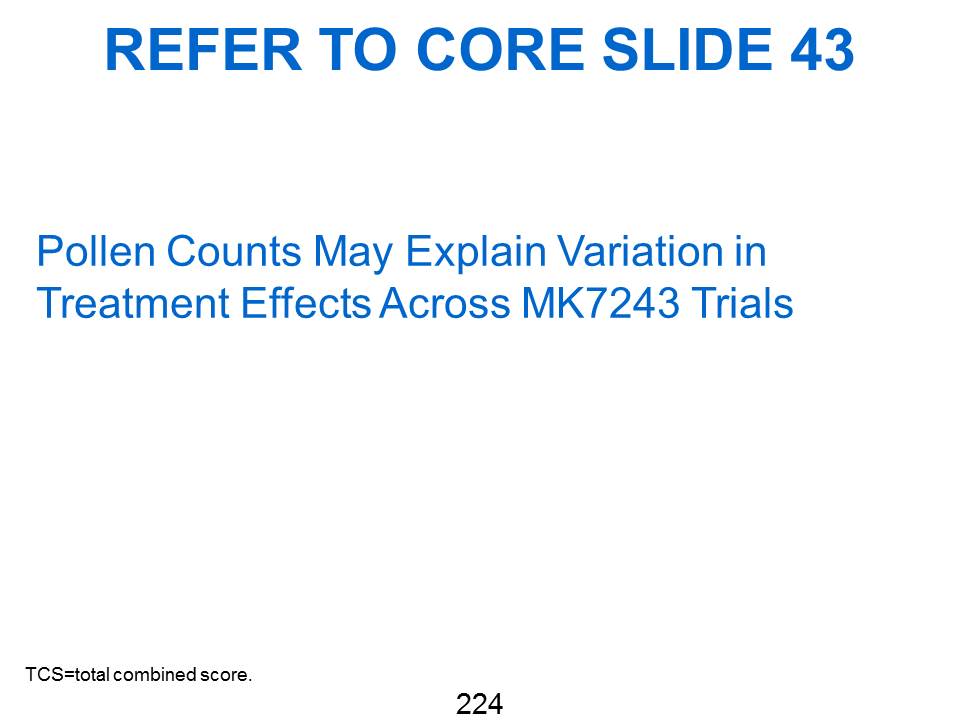 REFER TO CORE SLIDE 43
Pollen Counts May Explain Variation in
Treatment Effects Across MK7243 Trials
TCS=total combined score.
224